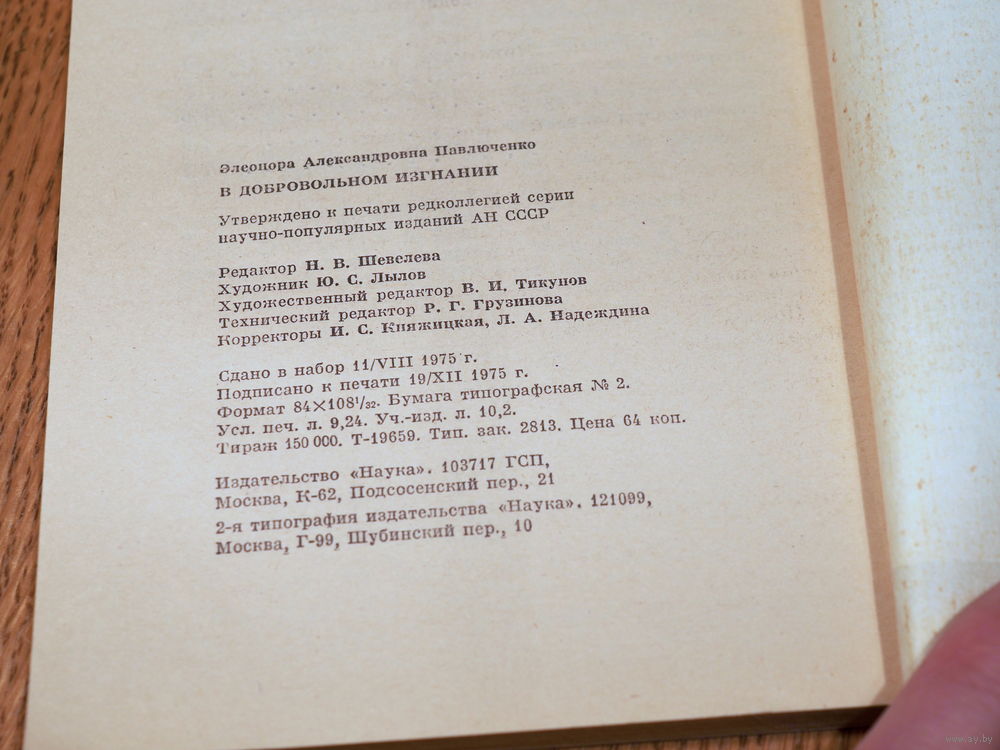 Элеонора Александровна Павлюченко
В ДОБРОВОЛЬНОМ ИЗГНАНИИ
Утверждено к печати редколлегией серии
научно-популярных изданий АН СССР
Редактор Н. В. Шевелева
Художник Ю. С. Лылов
Художественный редактор В. И. Тикунов
Технический редактор Р. Г. Грузинова
Корректоры И. С. Княжицкая, Л. А. Надеждина
Сдано в набор 11/VIII 1975 г.
Подписано к печати 19/XII 1975 г.
Формат 84×108¹/₃₂. Бумага типографская № 2.
Усл. печ. л. 9,24. Уч.-изд. л. 10,2.
Тираж 150 000. Т-19659. Тип. зак. 2813. Цена 64 коп.
Издательство «Наука». 103717 ГСП,
Москва, К-62, Подсосенский пер., 21
2-я типография издательства «Наука». 121099,
Москва, Г-99, Шубинский пер., 10
www.ay.by